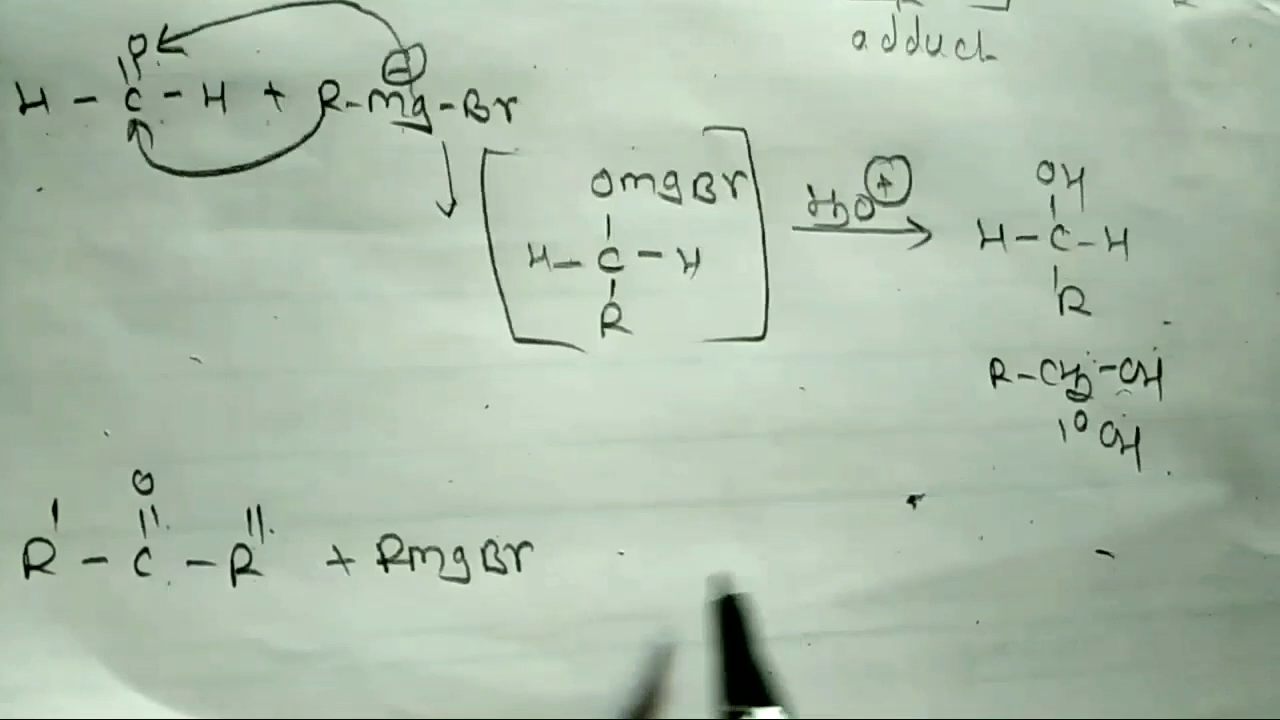 adduct
O
H - C - H + R-Mg-Br
OMgBr
H - C - H
R
H3O+
OH
H - C - H
R
R-CH2-OH
1° OH
O
R' - C - R'' + RMgBr